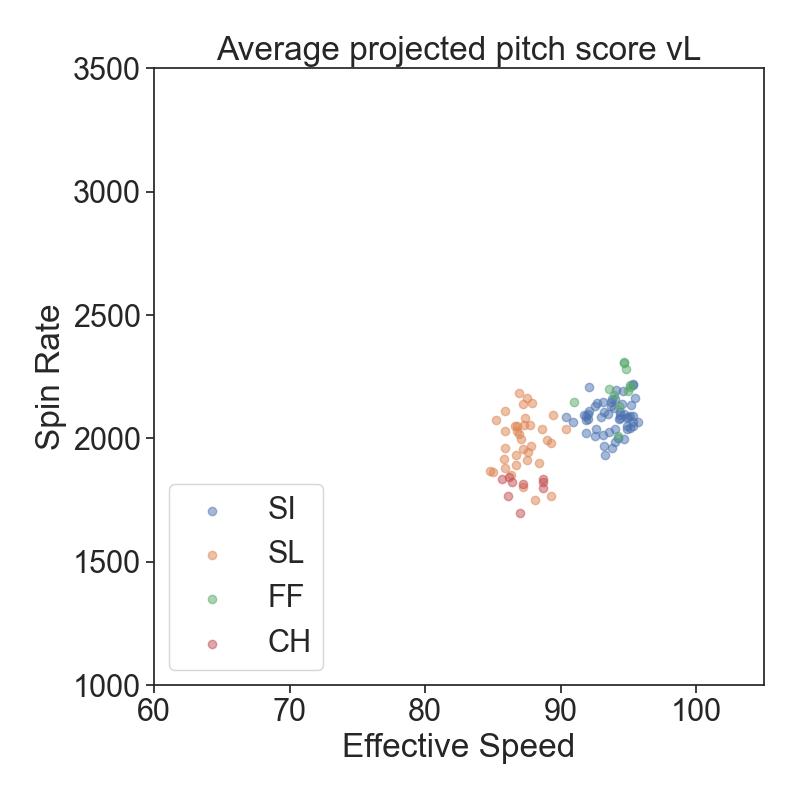 Average projected pitch score vL
3500
3000
2500
2000
1500
1000
Spin Rate
SI
SL
FF
CH
60 70 80 90 100
Effective Speed